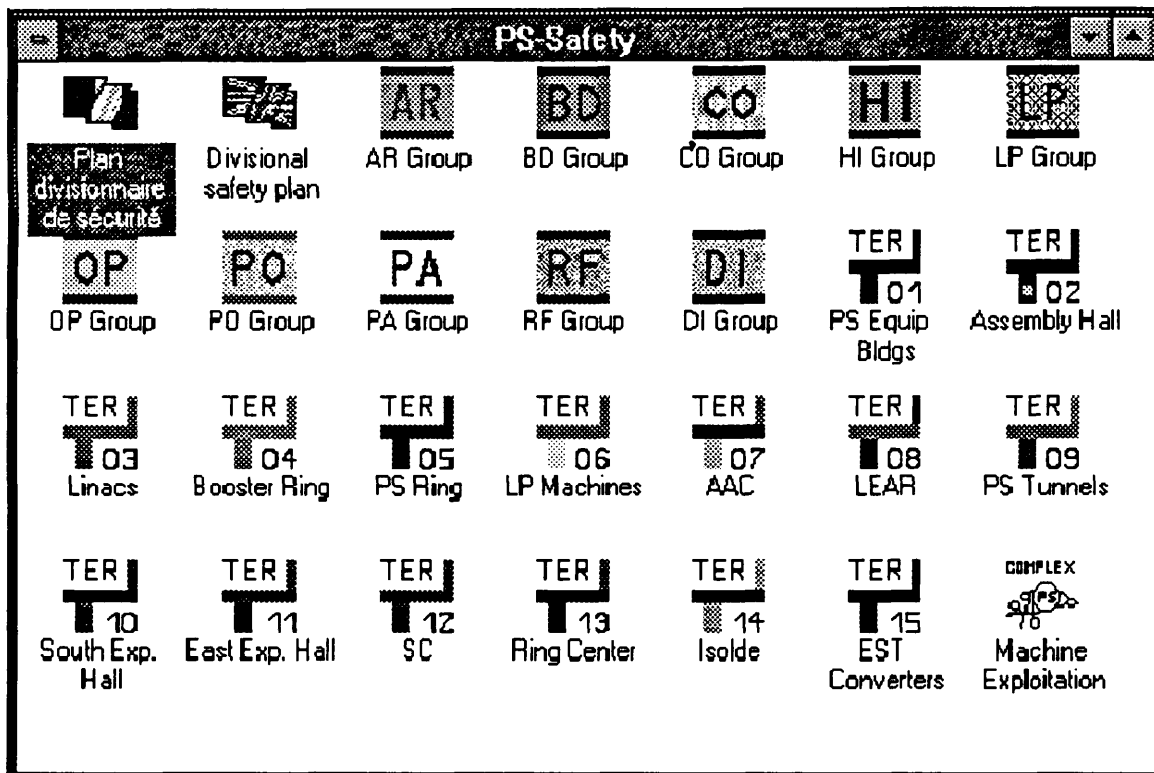 PS-Safety
AR
BD
CO
HI
LP
Plan
divisionnaire
de sécurité
Divisional
safety plan
AR Group
BD Group
CO Group
HI Group
LP Group
OP
PO
PA
RF
DI
TER
01
TER
02
OP Group
PO Group
PA Group
RF Group
DI Group
PS Equip
Bldgs
Assembly Hall
TER
03
TER
04
TER
05
TER
06
TER
07
TER
08
TER
09
Linacs
Booster Ring
PS Ring
LP Machines
AAC
LEAR
PS Tunnels
TER
10
TER
11
TER
12
TER
13
TER
14
TER
15
COMPLEX
PS
South Exp.
Hall
East Exp. Hall
SC
Ring Center
Isolde
EST
Converters
Machine
Exploitation